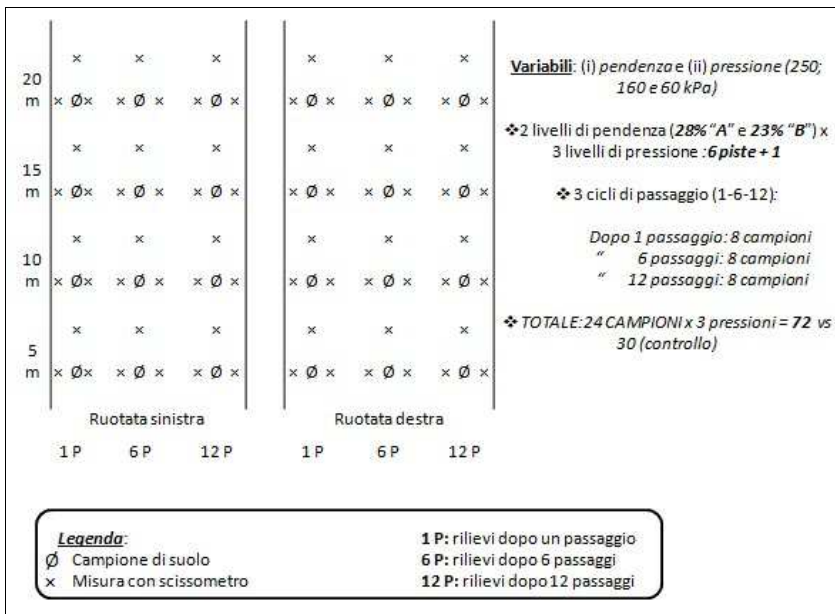 × × × × × ×
20
m × Ø× × Ø × × Ø × × Ø × × Ø × × Ø ×
× × × × × ×
15
m × Ø× × Ø × × Ø × × Ø × × Ø × × Ø ×
× × × × × ×
10
m × Ø× × Ø × × Ø × × Ø × × Ø × × Ø ×
× × × × × ×
5
m × Ø× × Ø × × Ø × × Ø × × Ø × × Ø ×
Ruotata sinistra Ruotata destra
1 P 6 P 12 P 1 P 6 P 12 P
Variabili: (i) pendenza e (ii) pressione (250;
160 e 60 kPa)
❖2 livelli di pendenza (28% "A" e 23% "B") x
3 livelli di pressione :6 piste + 1
❖ 3 cicli di passaggio (1-6-12):
Dopo 1 passaggio: 8 campioni
" 6 passaggi: 8 campioni
" 12 passaggi: 8 campioni
❖ TOTALE: 24 CAMPIONI x 3 pressioni = 72 vs
30 (controllo)
Legenda:
Ø Campione di suolo
× Misura con scissometro
1 P: rilievi dopo un passaggio
6 P: rilievi dopo 6 passaggi
12 P: rilievi dopo 12 passaggi